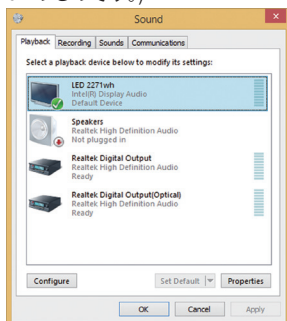 Sound
Playback Recording Sounds Communications
Select a playback device below to modify its settings:
LED 2271wh
Intel(R) Display Audio
Default Device
Speakers
Realtek High Definition Audio
Not plugged in
Realtek Digital Output
Realtek High Definition Audio
Ready
Realtek Digital Output(Optical)
Realtek High Definition Audio
Ready
Configure Set Default Properties
OK Cancel Apply